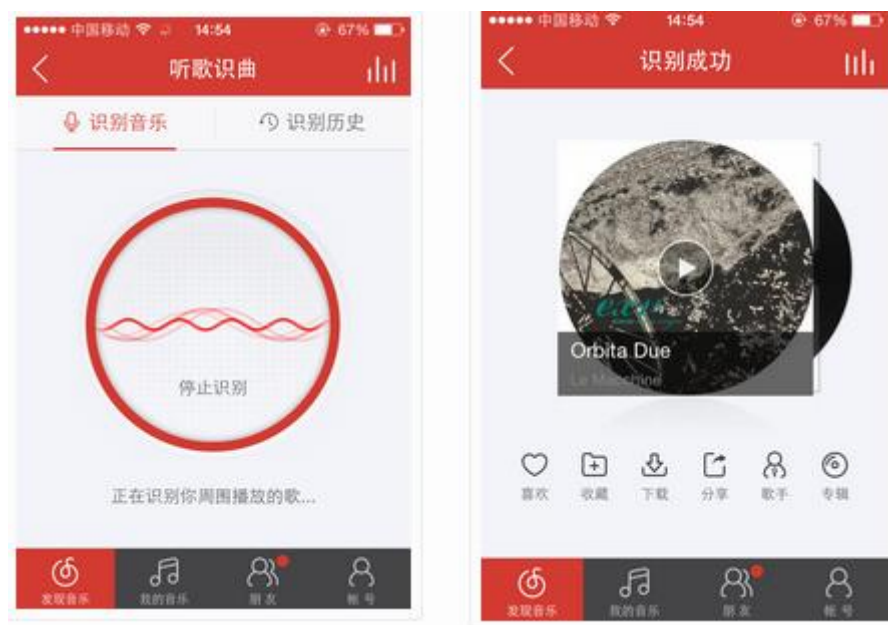 中国移动 14:54 67%
听歌识曲
识别音乐 识别历史
停止识别
正在识别你周围播放的歌...
发现音乐 我的音乐 朋友 帐号
中国移动 14:54 67%
识别成功
Orbita Due
Le Macchine
喜欢 收藏 下载 分享 歌手 专辑
发现音乐 我的音乐 朋友 帐号